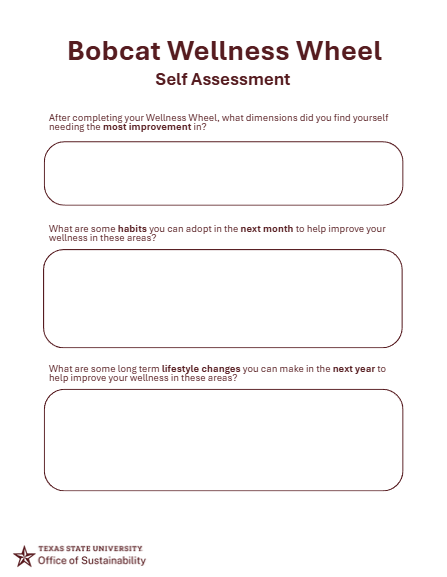 Bobcat Wellness Wheel
Self Assessment
After completing your Wellness Wheel, what dimensions did you find yourself
needing the most improvement in?
What are some habits you can adopt in the next month to help improve your
wellness in these areas?
What are some long term lifestyle changes you can make in the next year to
help improve your wellness in these areas?
TEXAS STATE UNIVERSITY.
Office of Sustainability